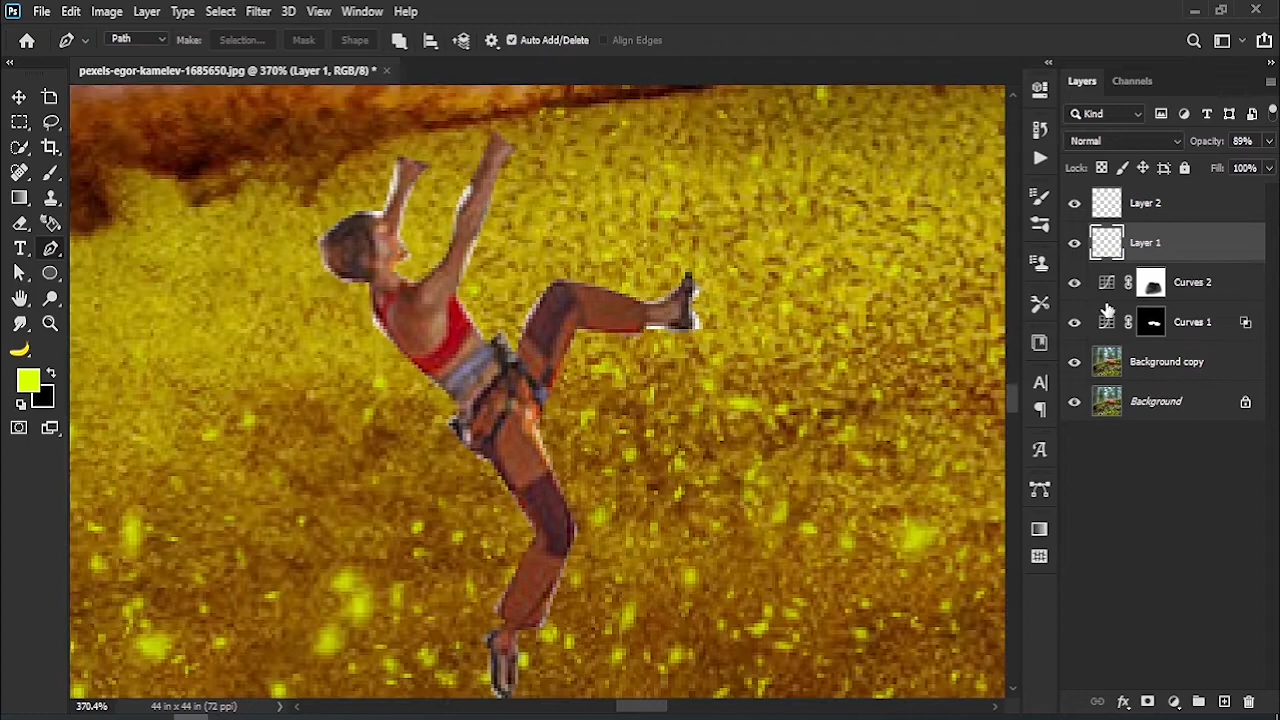 Ps File Edit Image Layer Type Select Filter 3D View Window Help
Path Make: Selection... Mask Shape Auto Add/Delete Align Edges
pexels-egor-kamelev-1685650.jpg @ 370% (Layer 1, RGB/8) *
Layers Channels
Kind
Normal Opacity: 89%
Lock: Fill: 100%
Layer 2
Layer 1
Curves 2
Curves 1
Background copy
Background
370.4% 44 in x 44 in (72 ppi)